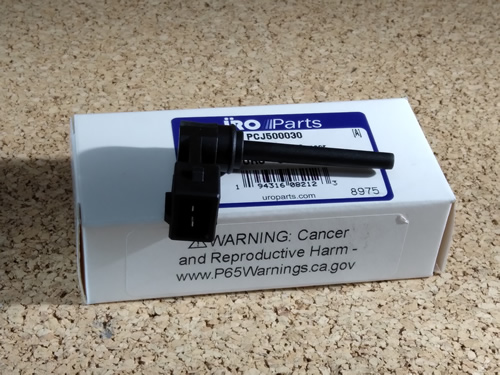 URO ///Parts
PCJ500030 [A]
1 94316 08212 3
uroparts.com 8975
⚠WARNING: Cancer
and Reproductive Harm -
www.P65Warnings.ca.gov